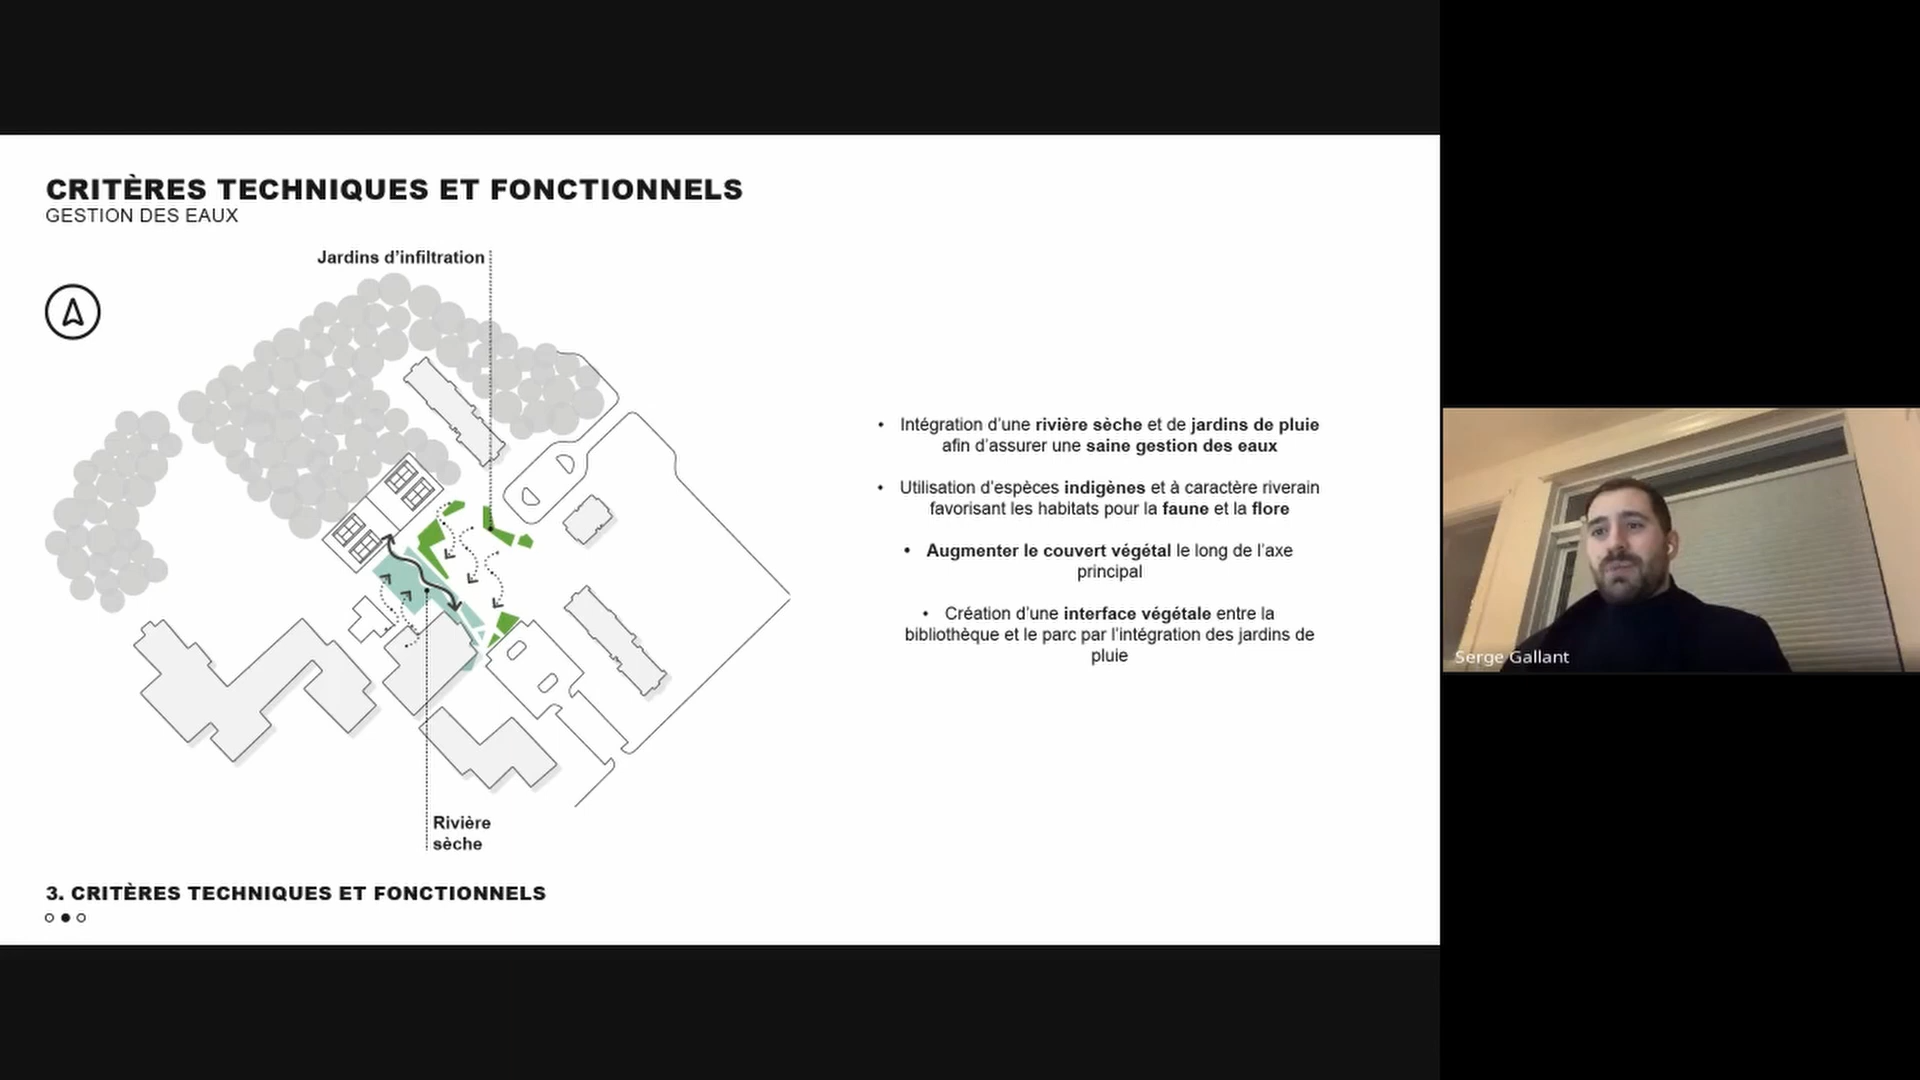 CRITÈRES TECHNIQUES ET FONCTIONNELS
GESTION DES EAUX
Jardins d’infiltration
• Intégration d’une rivière sèche et de jardins de pluie
afin d’assurer une saine gestion des eaux
• Utilisation d’espèces indigènes et à caractère riverain
favorisant les habitats pour la faune et la flore
• Augmenter le couvert végétal le long de l’axe
principal
• Création d’une interface végétale entre la
bibliothèque et le parc par l’intégration des jardins de
pluie
Rivière
sèche
3. CRITÈRES TECHNIQUES ET FONCTIONNELS
Serge Gallant